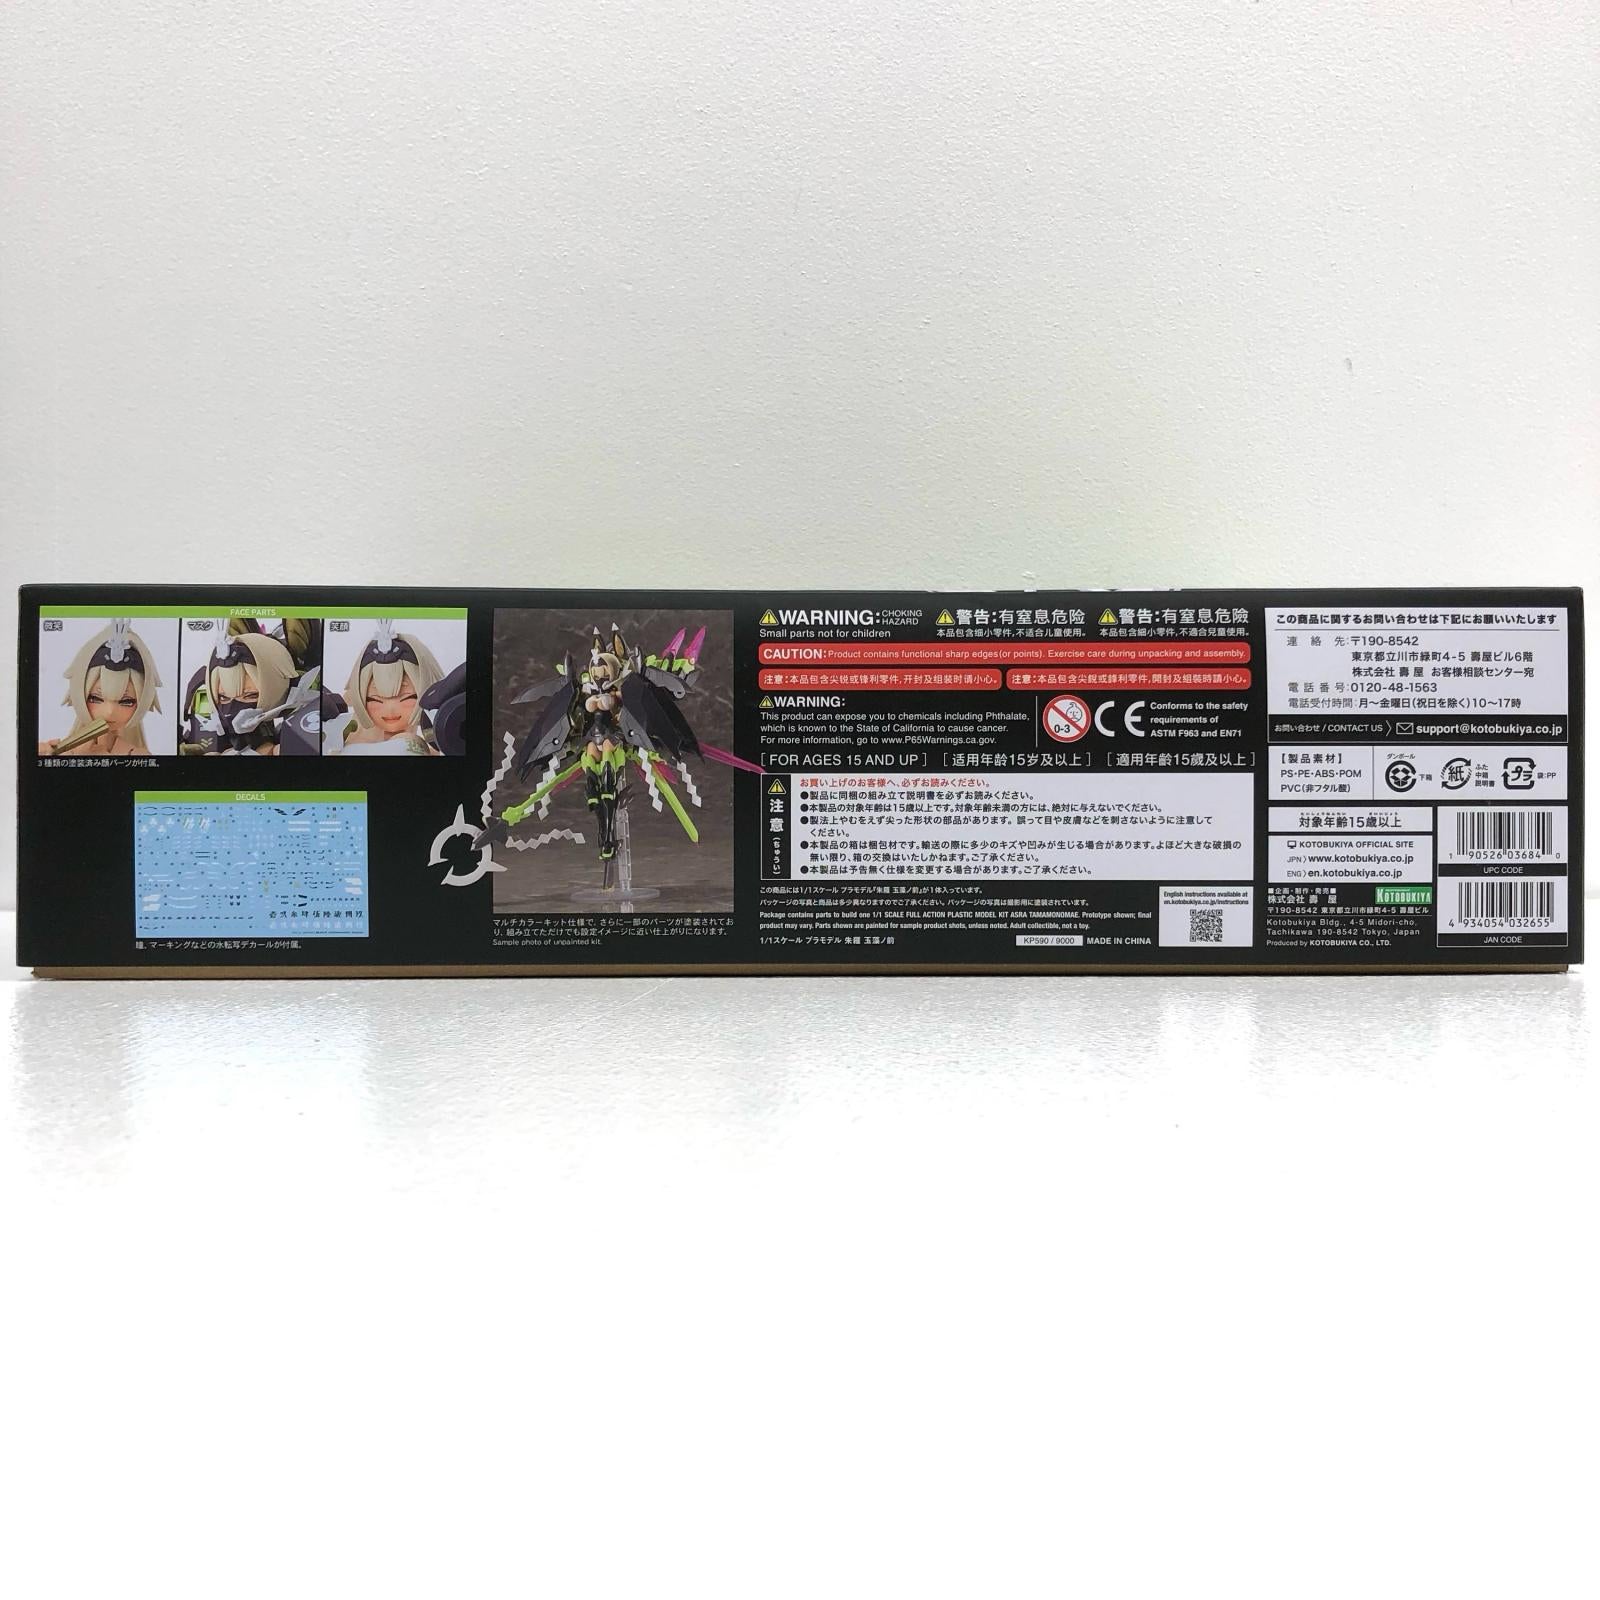 FACE PARTS
微笑
マスク
笑顔
3種類の塗装済み顔パーツが付属。
DECALS
瞳、マーキングなどの水転写デカールが付属。
マルチカラーキット仕様で、さらに一部のパーツが塗装されてお
り、組み立てただけでも設定イメージに近い仕上がりになります。
Sample photo of unpainted kit.
WARNING: CHOKING HAZARD
Small parts not for children
警告:有窒息危险
本品包含细小零件,不适合儿童使用。
警告:有窒息危險
本品包含細小零件,不適合兒童使用。
CAUTION: Product contains functional sharp edges(or points). Exercise care during unpacking and assembly.
注意:本品包含尖锐或锋利零件,开封及组装时请小心。
注意:本品包含尖銳或鋒利零件,開封及組裝時請小心。
WARNING:
This product can expose you to chemicals including Phthalate,
which is known to the State of California to cause cancer.
For more information, go to www.P65Warnings.ca.gov.
0-3
CE
Conforms to the safety
requirements of
ASTM F963 and EN71
[FOR AGES 15 AND UP] [适用年龄15岁及以上] [適用年齡15歲及以上]
注意(ちゅうい)
お買い上げのお客様へ、必ずお読みください。
●製品に同梱の組み立て説明書を必ずお読みください。
●本製品の対象年齢は15歳以上です。対象年齢未満の方には、絶対に与えないでください。
●製法上やむをえず尖った形状の部品があります。誤って目や皮膚などを刺さないように注意して
ください。
●本製品の箱は梱包材です。輸送の際に多少のキズや凹みが生じる場合があります。よほど大きな破損の
無い限り、箱の交換はいたしかねます。ご了承ください。
●本製品は予告無く仕様を変更する場合があります。ご了承ください。
この商品には1/1スケール プラモデル「朱羅 玉藻ノ前」が1体入っています。
パッケージの写真と商品は多少異なりますのでご了承ください。パッケージの写真は撮影用に塗装されています。
Package contains parts to build one 1/1 SCALE FULL ACTION PLASTIC MODEL KIT ASRA TAMAMONOMAE. Prototype shown; final
product may vary. Parts shown are painted for sample product shots, unless noted. Adult collectible, not a toy.
1/1スケール プラモデル 朱羅 玉藻ノ前
KP590 / 9000
MADE IN CHINA
English instructions available at
en.kotobukiya.co.jp/instructions
この商品に関するお問い合わせは下記にお願いいたします
連絡先:〒190-8542
東京都立川市緑町4-5 壽屋ビル6階
株式会社 壽屋 お客様相談センター宛
電話番号:0120-48-1563
電話受付時間:月〜金曜日(祝日を除く)10〜17時
お問い合わせ / CONTACT US
support@kotobukiya.co.jp
【製品素材】
PS・PE・ABS・POM
PVC(非フタル酸)
ダンボール
下箱
紙
ふた
中箱
説明書
プラ
袋:PP
対象年齢15歳以上
KOTOBUKIYA OFFICIAL SITE
JPN www.kotobukiya.co.jp
ENG en.kotobukiya.co.jp
■企画・制作・発売■
株式会社 壽屋
KOTOBUKIYA
〒190-8542 東京都立川市緑町4-5 壽屋ビル
Kotobukiya Bldg., 4-5 Midori-cho,
Tachikawa 190-8542 Tokyo, Japan
Produced by KOTOBUKIYA CO., LTD.
1 90526 03684 0
UPC CODE
4 934054 032655
JAN CODE